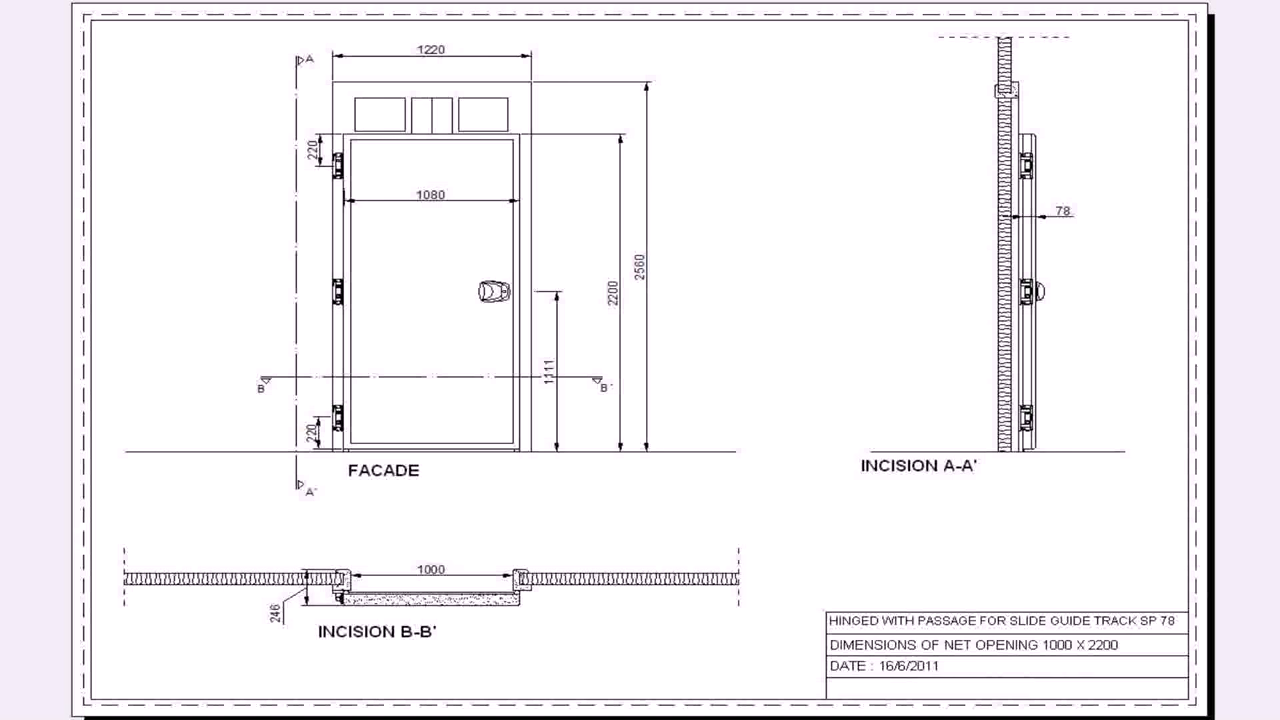 1220
A
220
1080
2560
2200
1111
B
B'
220
FACADE
A'
78
INCISION A-A'
1000
246
INCISION B-B'
HINGED WITH PASSAGE FOR SLIDE GUIDE TRACK SP 78
DIMENSIONS OF NET OPENING 1000 X 2200
DATE : 16/6/2011